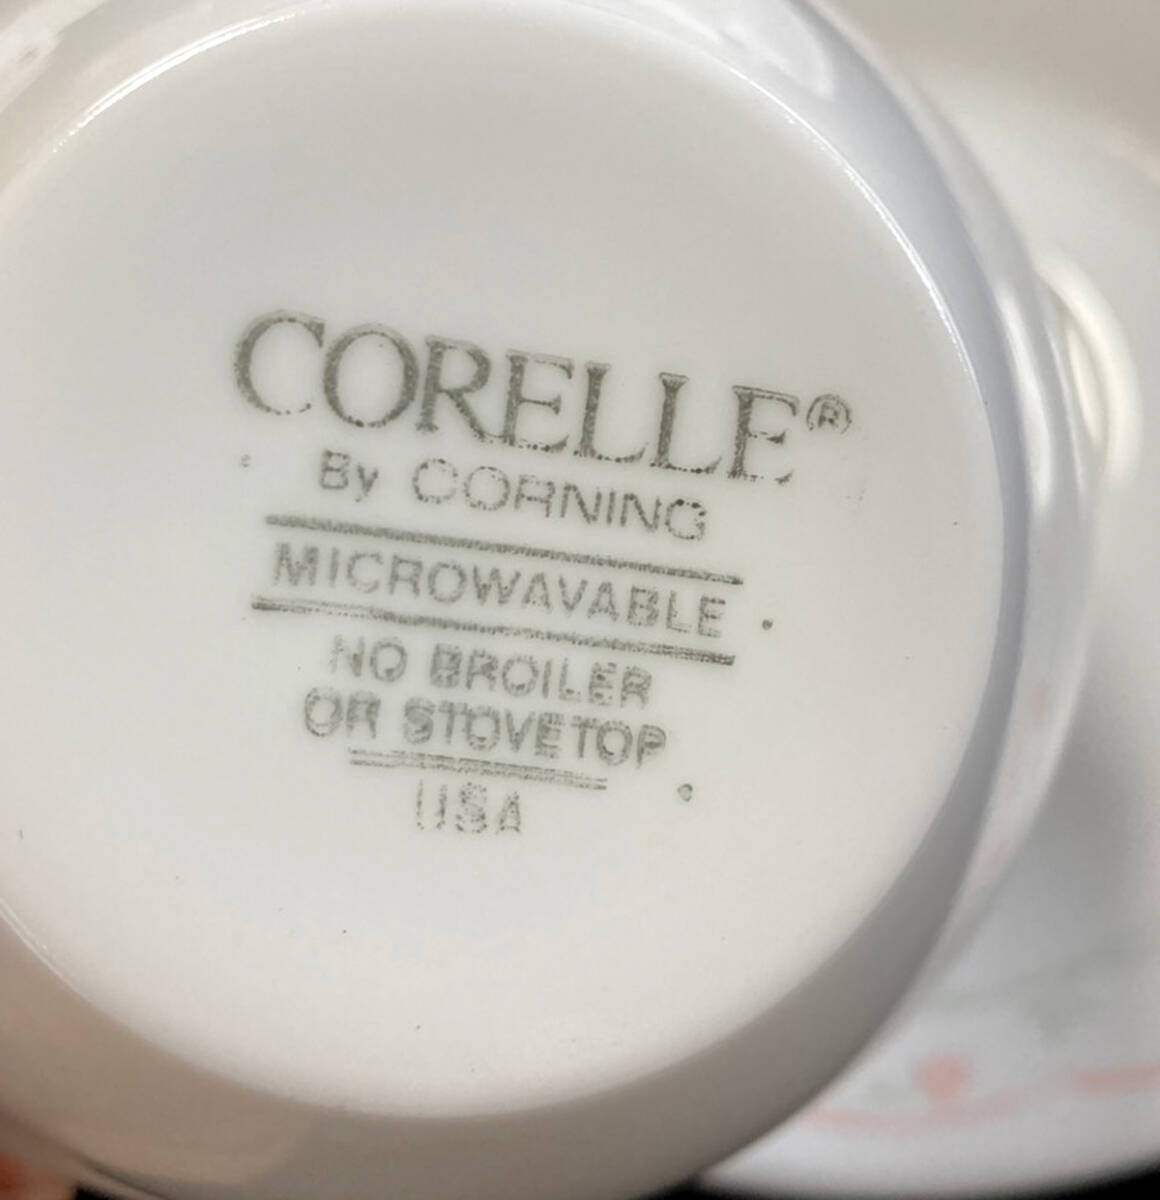 CORELLE®
By CORNING
MICROWAVABLE
NO BROILER
OR STOVETOP
USA